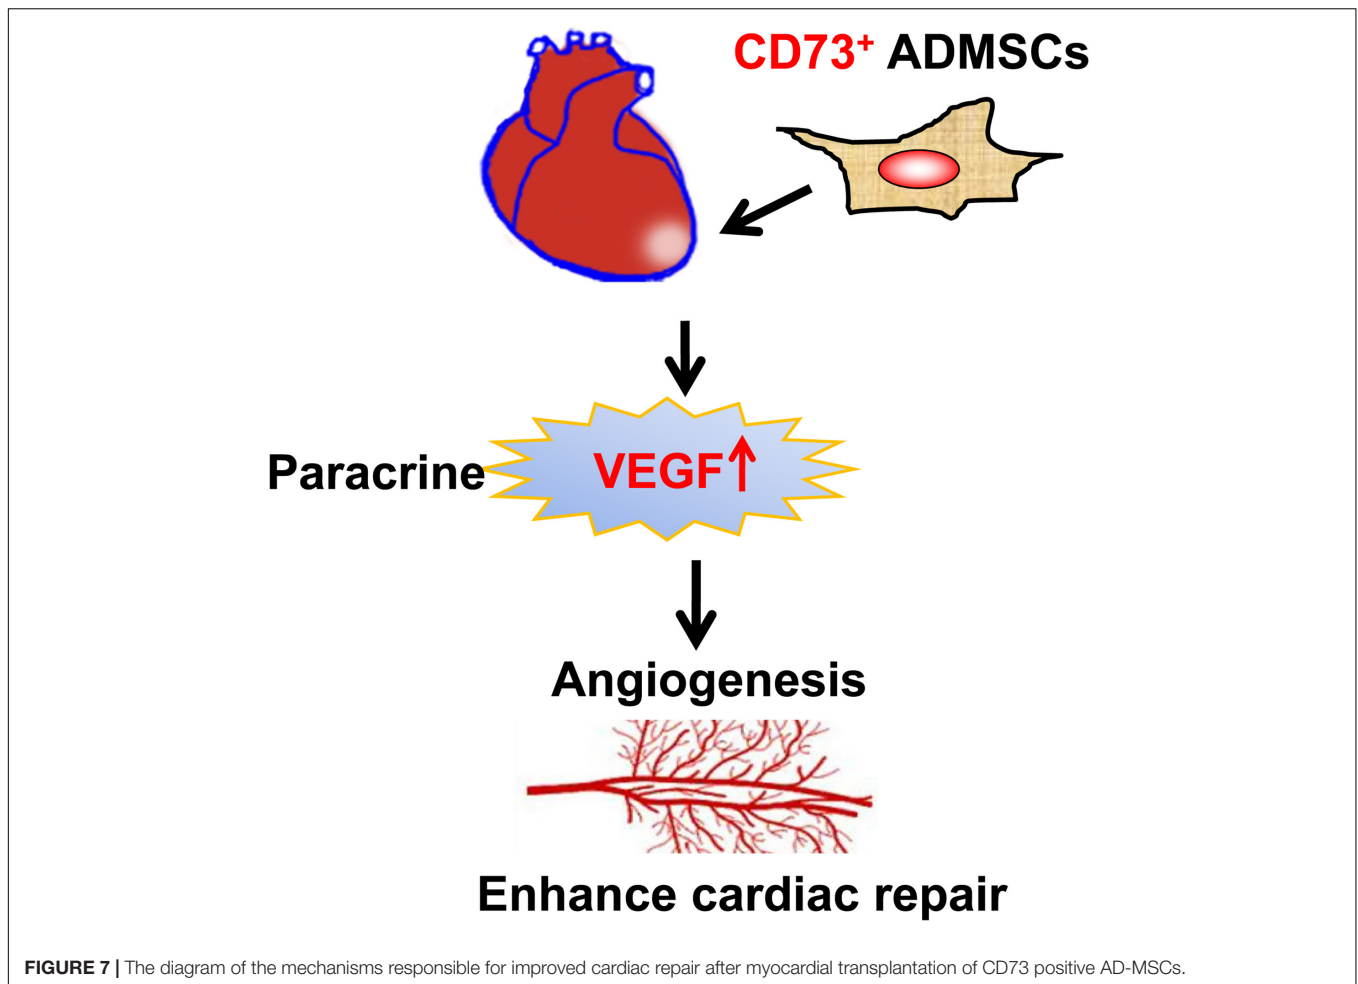 CD73⁺ ADMSCs
Paracrine VEGF↑
Angiogenesis
Enhance cardiac repair
FIGURE 7 | The diagram of the mechanisms responsible for improved cardiac repair after myocardial transplantation of CD73 positive AD-MSCs.